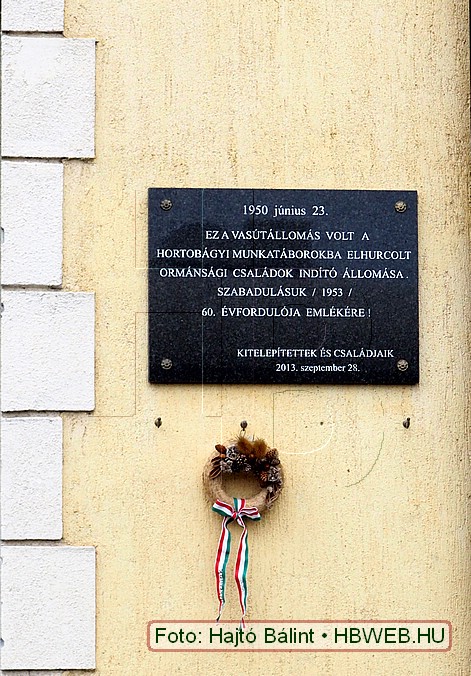 1950 június 23.
EZ A VASÚTÁLLOMÁS VOLT A
HORTOBÁGYI MUNKATÁBOROKBA ELHURCOLT
ORMÁNSÁGI CSALÁDOK INDÍTÓ ÁLLOMÁSA.
SZABADULÁSUK / 1953 /
60. ÉVFORDULÓJA EMLÉKÉRE !
KITELEPÍTETTEK ÉS CSALÁDJAIK
2013. szeptember 28.
Foto: Hajtó Bálint • HBWEB.HU